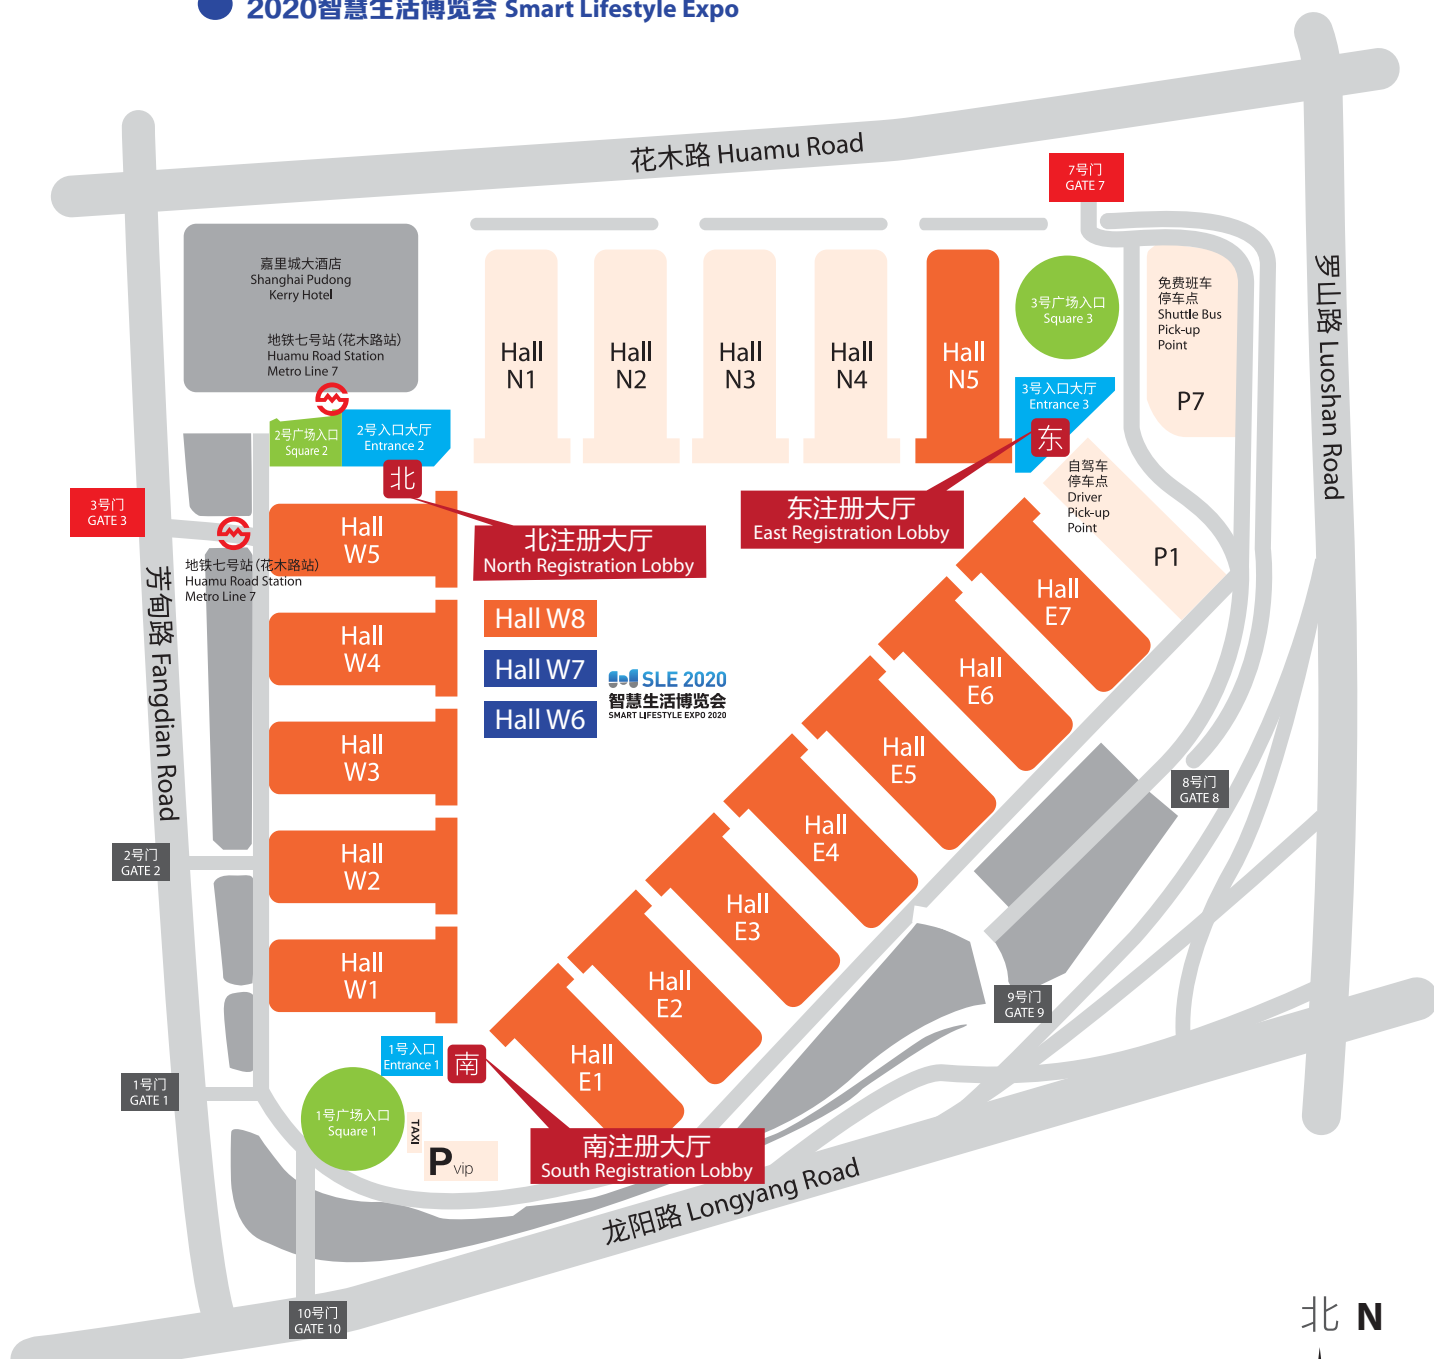 2020智慧生活博览会 Smart Lifestyle Expo
花木路 Huamu Road
7号门
GATE 7
嘉里城大酒店
Shanghai Pudong
Kerry Hotel
地铁七号站(花木路站)
Huamu Road Station
Metro Line 7
Hall
N1
Hall
N2
Hall
N3
Hall
N4
Hall
N5
3号广场入口
Square 3
免费班车
停车点
Shuttle Bus
Pick-up
Point
P7
罗山路 Luoshan Road
2号广场入口
Square 2
2号入口大厅
Entrance 2
北
3号入口大厅
Entrance 3
东
自驾车
停车点
Driver
Pick-up
Point
P1
3号门
GATE 3
地铁七号站(花木路站)
Huamu Road Station
Metro Line 7
北注册大厅
North Registration Lobby
东注册大厅
East Registration Lobby
芳甸路 Fangdian Road
Hall
W5
Hall
W4
Hall
W3
Hall
W2
Hall
W1
Hall W8
Hall W7
Hall W6
SLE 2020
智慧生活博览会
SMART LIFESTYLE EXPO 2020
Hall
E7
Hall
E6
Hall
E5
Hall
E4
Hall
E3
Hall
E2
Hall
E1
8号门
GATE 8
2号门
GATE 2
9号门
GATE 9
1号门
GATE 1
1号入口
Entrance 1
南
1号广场入口
Square 1
TAXI
P vip
南注册大厅
South Registration Lobby
龙阳路 Longyang Road
10号门
GATE 10
北 N